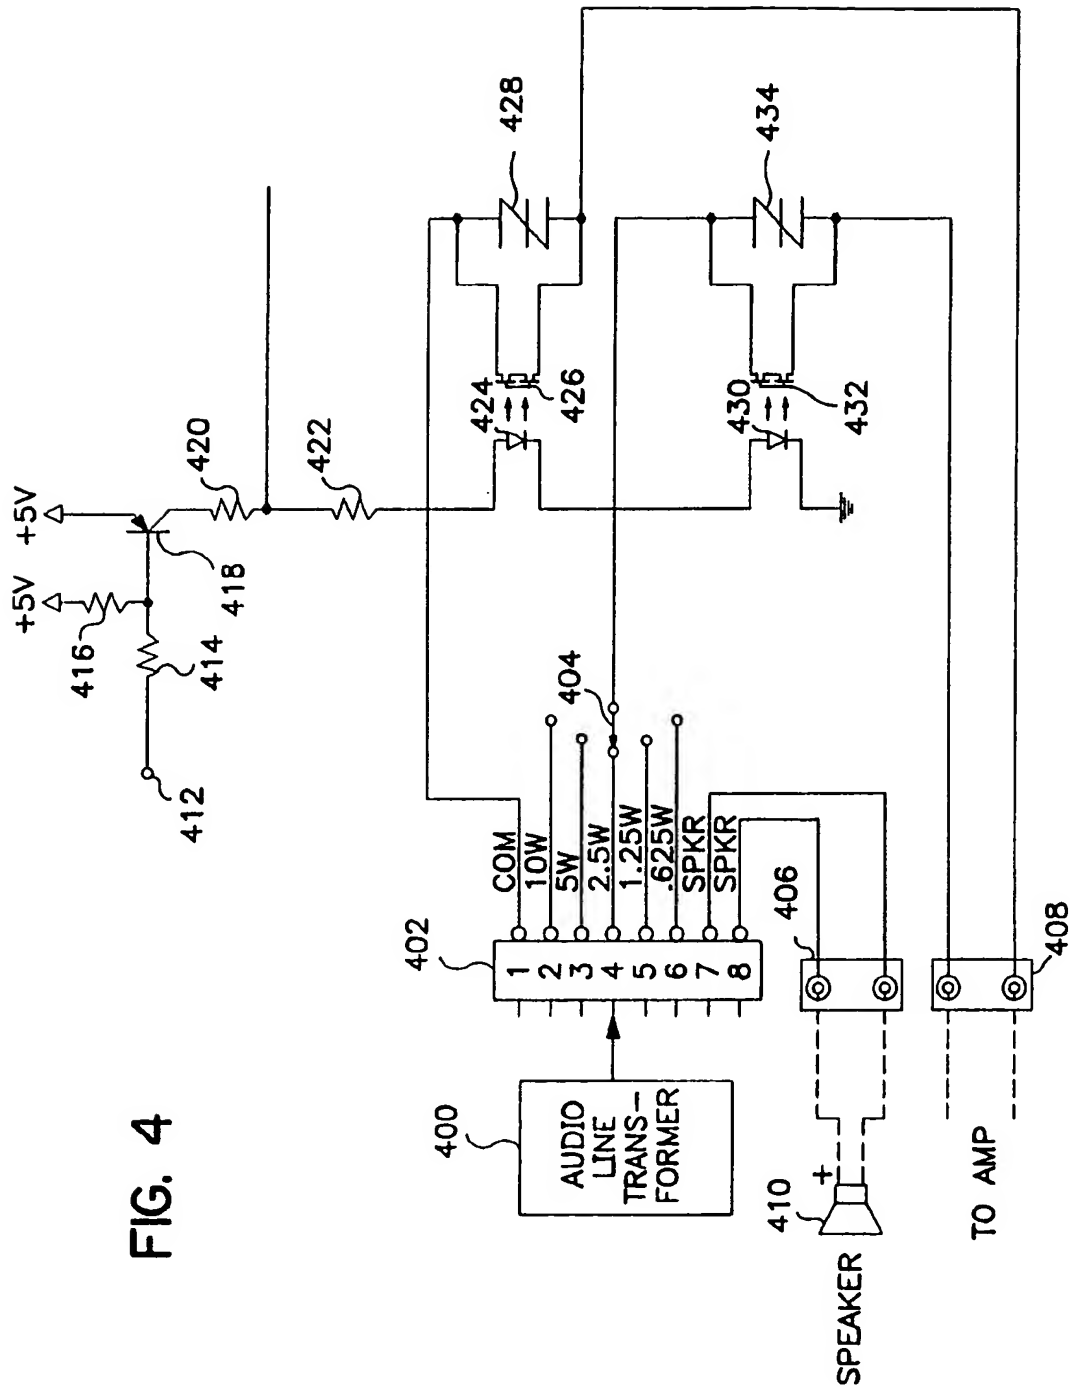 FIG. 4
+5V
+5V
416
414
418
412
420
422
424
426
428
430
432
434
404
COM
10W
5W
2.5W
1.25W
.625W
SPKR
SPKR
402
1
2
3
4
5
6
7
8
400
AUDIO
LINE
TRANS-
FORMER
406
408
410
+
SPEAKER
TO AMP